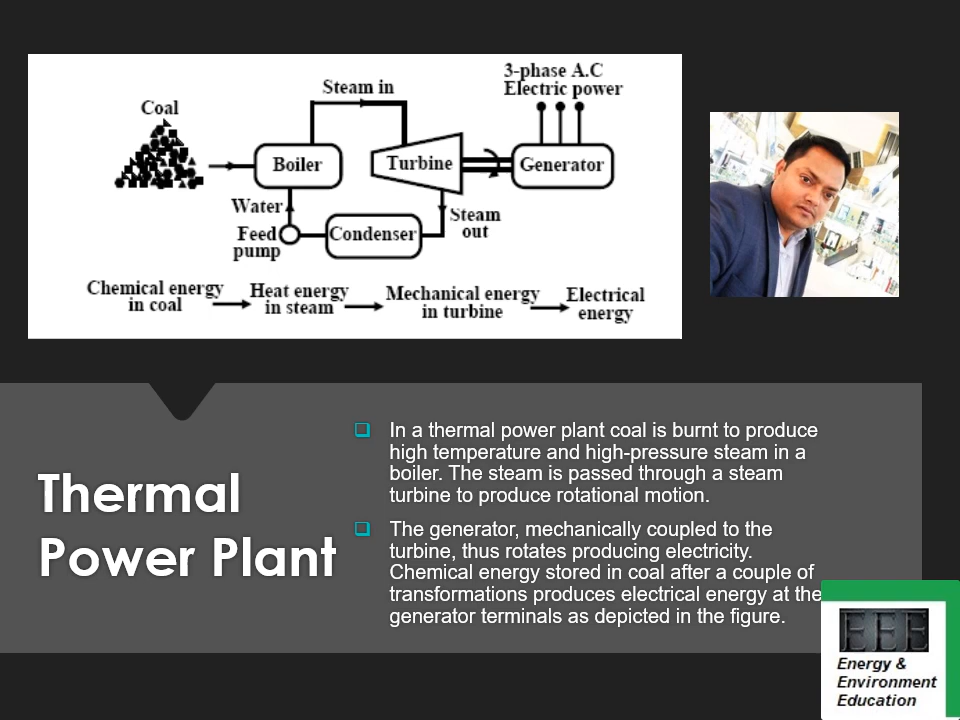 3-phase A.C
Electric power
Steam in
Coal
Boiler
Turbine
Generator
Water
Steam
out
Feed
pump
Condenser
Chemical energy
in coal
Heat energy
in steam
Mechanical energy
in turbine
Electrical
energy
Thermal
Power Plant
In a thermal power plant coal is burnt to produce
high temperature and high-pressure steam in a
boiler. The steam is passed through a steam
turbine to produce rotational motion.
The generator, mechanically coupled to the
turbine, thus rotates producing electricity.
Chemical energy stored in coal after a couple of
transformations produces electrical energy at the
generator terminals as depicted in the figure.
EEE
Energy &
Environment
Education